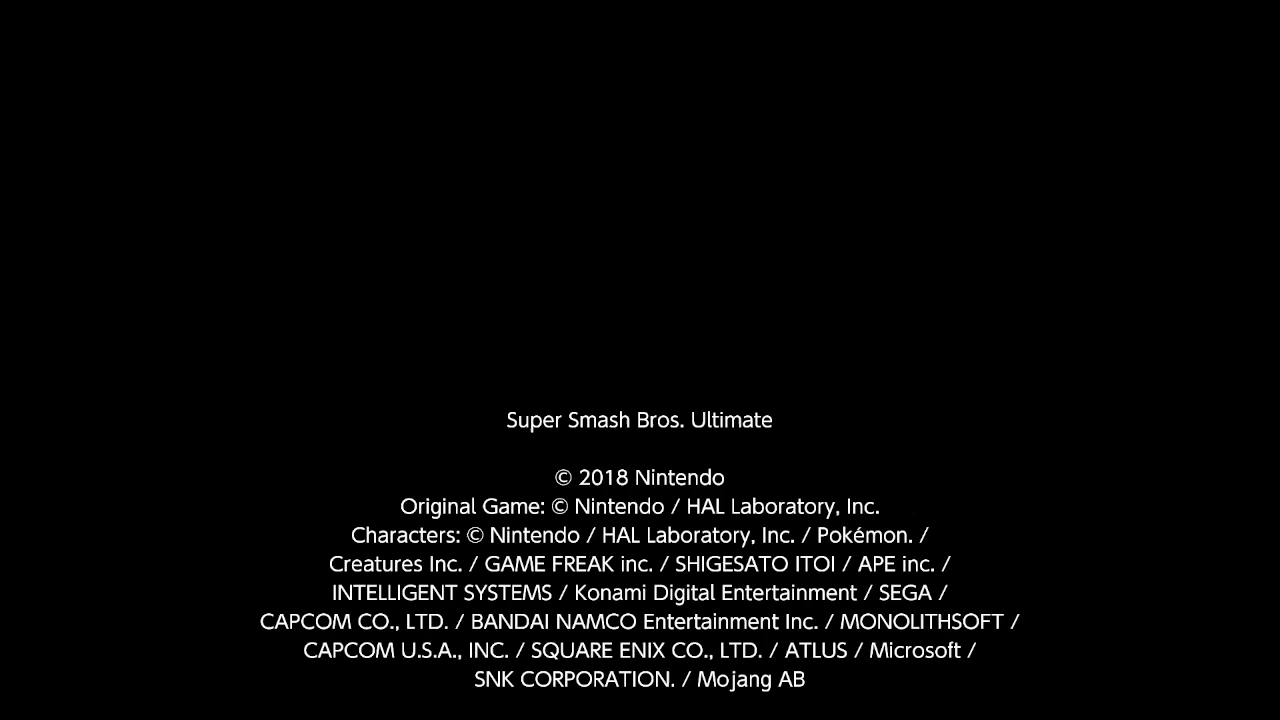 Super Smash Bros. Ultimate
© 2018 Nintendo
Original Game: © Nintendo / HAL Laboratory, Inc.
Characters: © Nintendo / HAL Laboratory, Inc. / Pokémon. /
Creatures Inc. / GAME FREAK inc. / SHIGESATO ITOI / APE inc. /
INTELLIGENT SYSTEMS / Konami Digital Entertainment / SEGA /
CAPCOM CO., LTD. / BANDAI NAMCO Entertainment Inc. / MONOLITHSOFT /
CAPCOM U.S.A., INC. / SQUARE ENIX CO., LTD. / ATLUS / Microsoft /
SNK CORPORATION. / Mojang AB